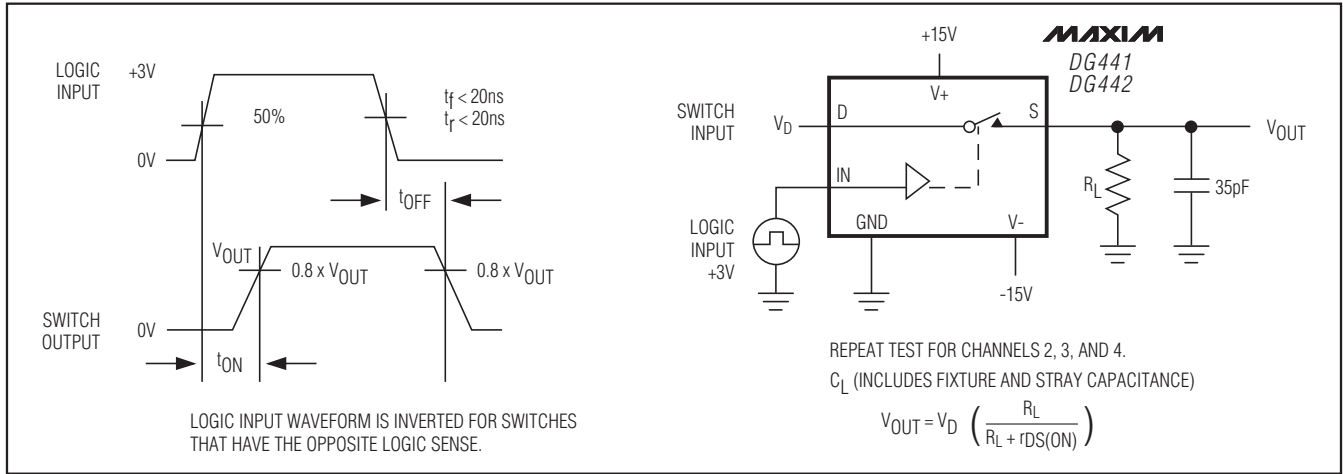 LOGIC INPUT
+3V
0V
50%
tf < 20ns
tr < 20ns
tOFF
VOUT
0.8 x VOUT
0.8 x VOUT
SWITCH OUTPUT
0V
tON
LOGIC INPUT WAVEFORM IS INVERTED FOR SWITCHES
THAT HAVE THE OPPOSITE LOGIC SENSE.
+15V
MAXIM
DG441
DG442
V+
SWITCH INPUT
VD
D
S
VOUT
IN
RL
35pF
GND
V-
LOGIC INPUT +3V
-15V
REPEAT TEST FOR CHANNELS 2, 3, AND 4.
CL (INCLUDES FIXTURE AND STRAY CAPACITANCE)
VOUT = VD ( RL / RL + rDS(ON) )